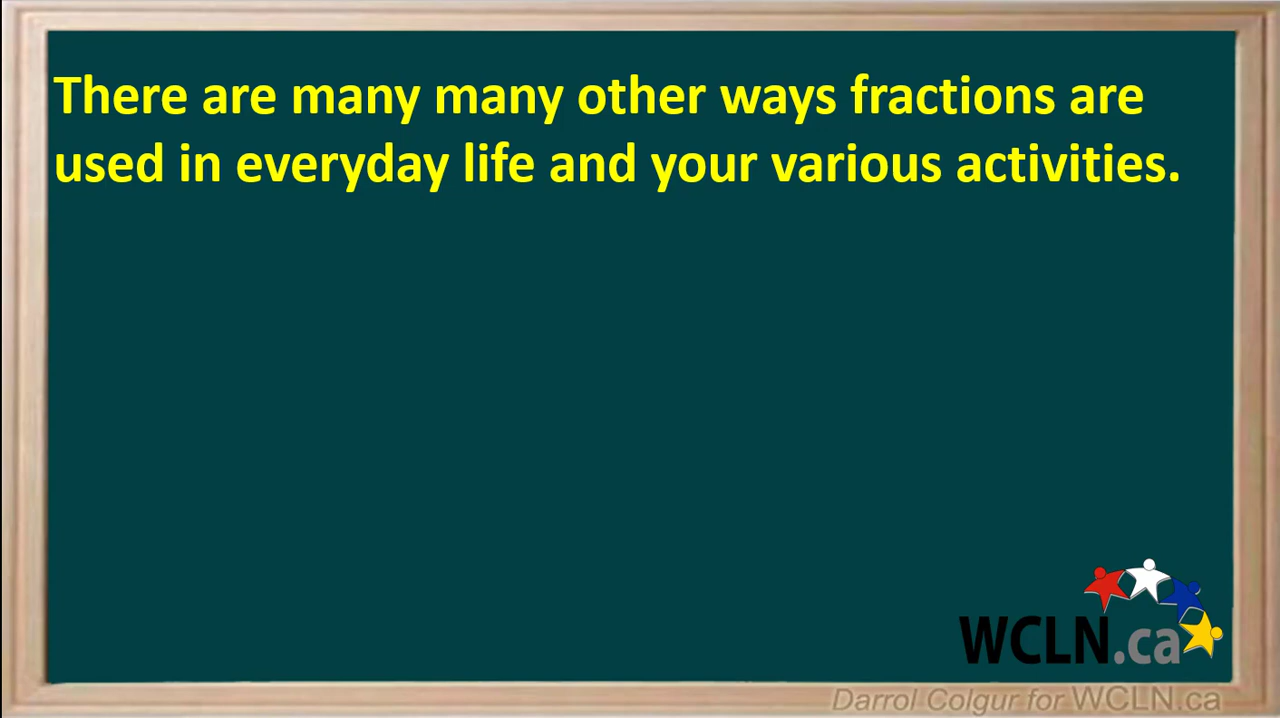 There are many many other ways fractions are
used in everyday life and your various activities.
WCLN.ca
Darrol Colgur for WCLN.ca